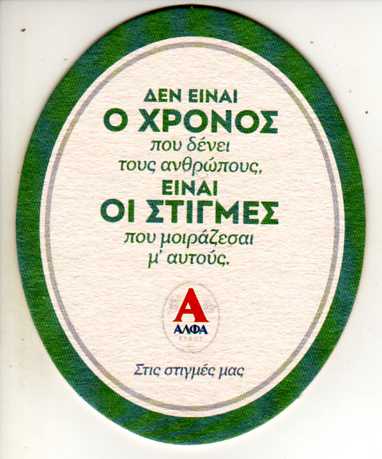 ΔΕΝ ΕΙΝΑΙ
Ο ΧΡΟΝΟΣ
που δένει
τους ανθρώπους,
ΕΙΝΑΙ
ΟΙ ΣΤΙΓΜΕΣ
που μοιράζεσαι
μ' αυτούς.
Α
ΑΛΦΑ
Στις στιγμές μας